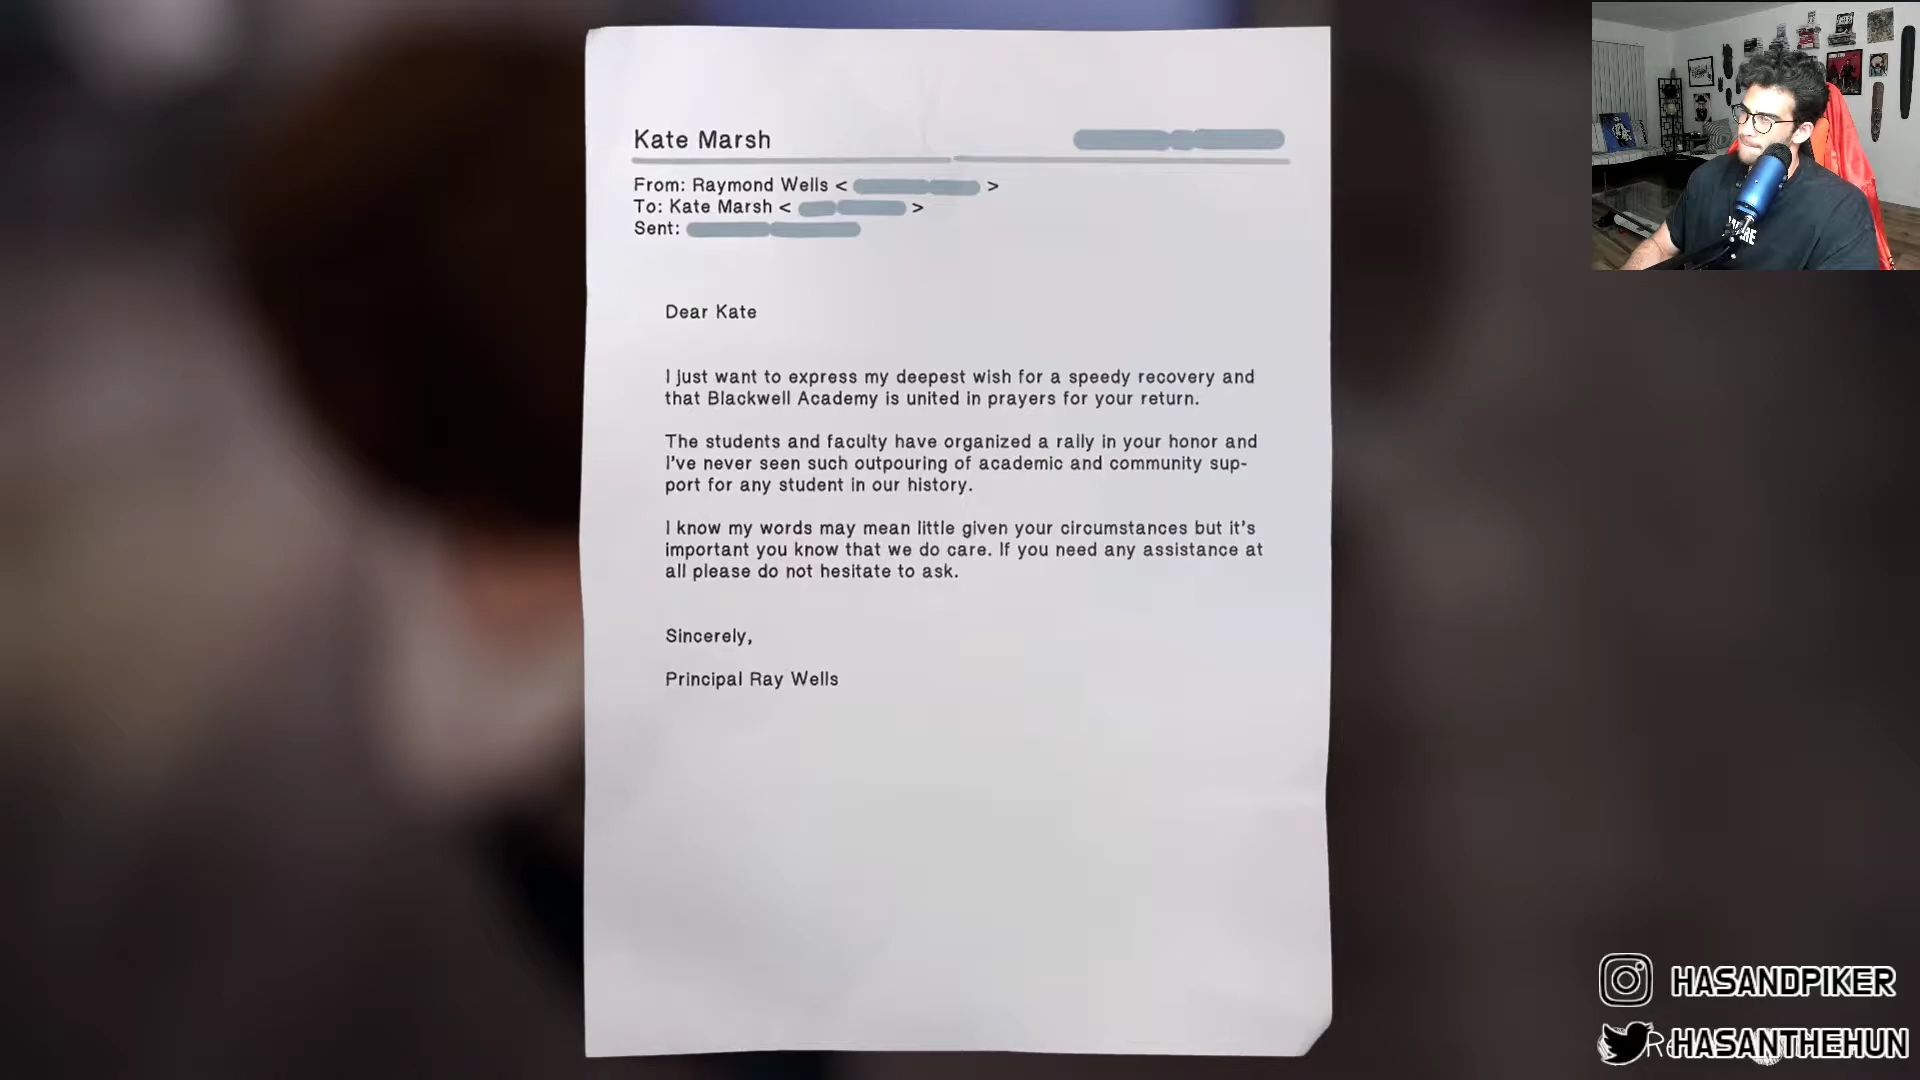 Kate Marsh
From: Raymond Wells < >
To: Kate Marsh < >
Sent:
Dear Kate
I just want to express my deepest wish for a speedy recovery and
that Blackwell Academy is united in prayers for your return.
The students and faculty have organized a rally in your honor and
I've never seen such outpouring of academic and community sup-
port for any student in our history.
I know my words may mean little given your circumstances but it's
important you know that we do care. If you need any assistance at
all please do not hesitate to ask.
Sincerely,
Principal Ray Wells
HASANDPIKER
HASANTHEHUN